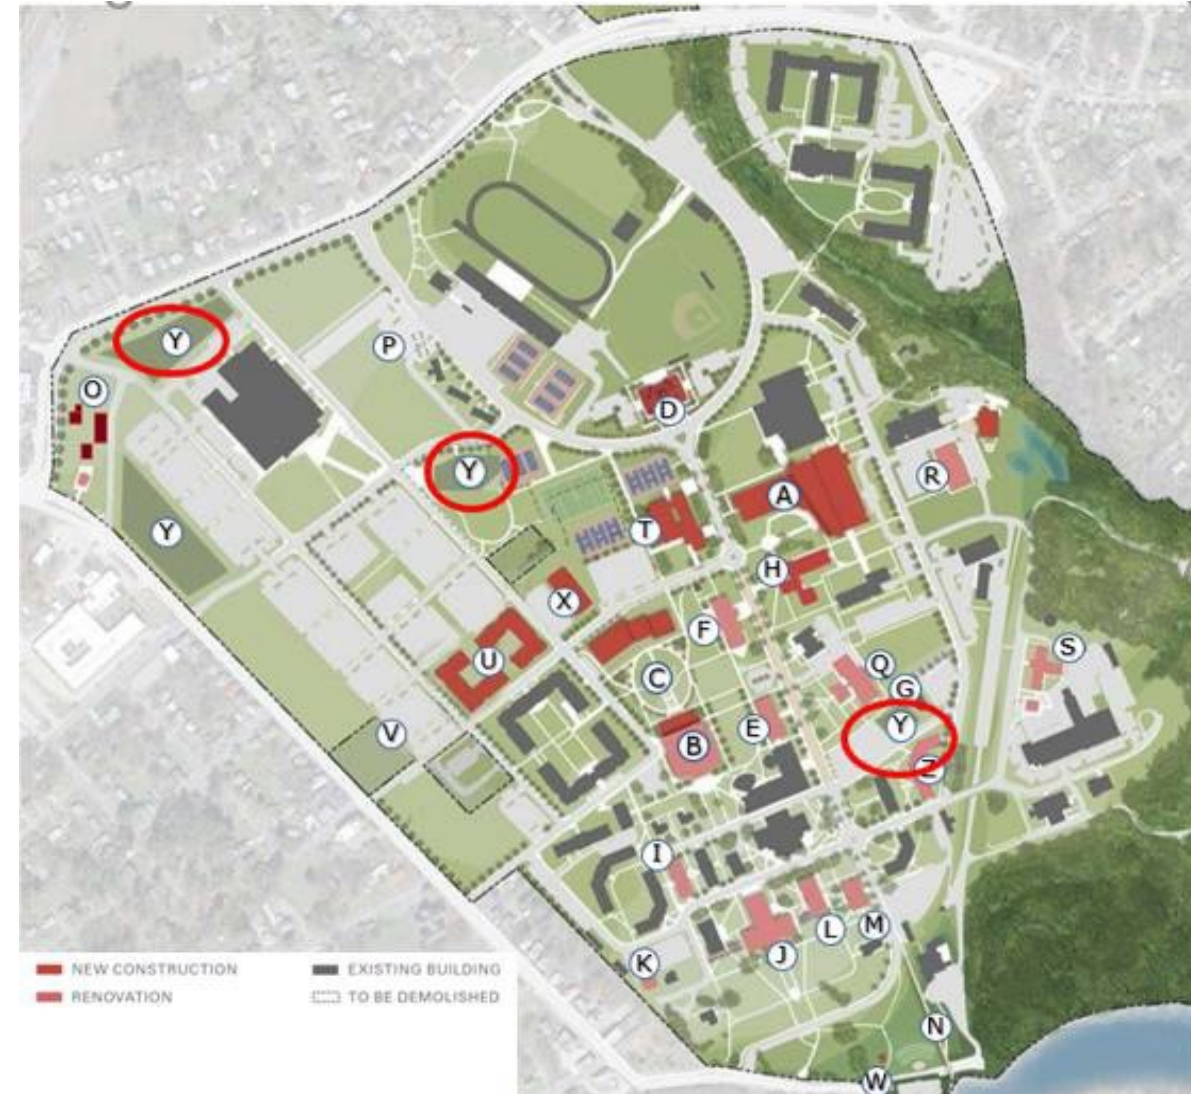 Y
P
O
D
Y
A
R
Y
T
H
X
F
S
U
C
Q
G
Y
V
E
B
Z
I
L
M
J
K
N
W
NEW CONSTRUCTION
EXISTING BUILDING
RENOVATION
TO BE DEMOLISHED